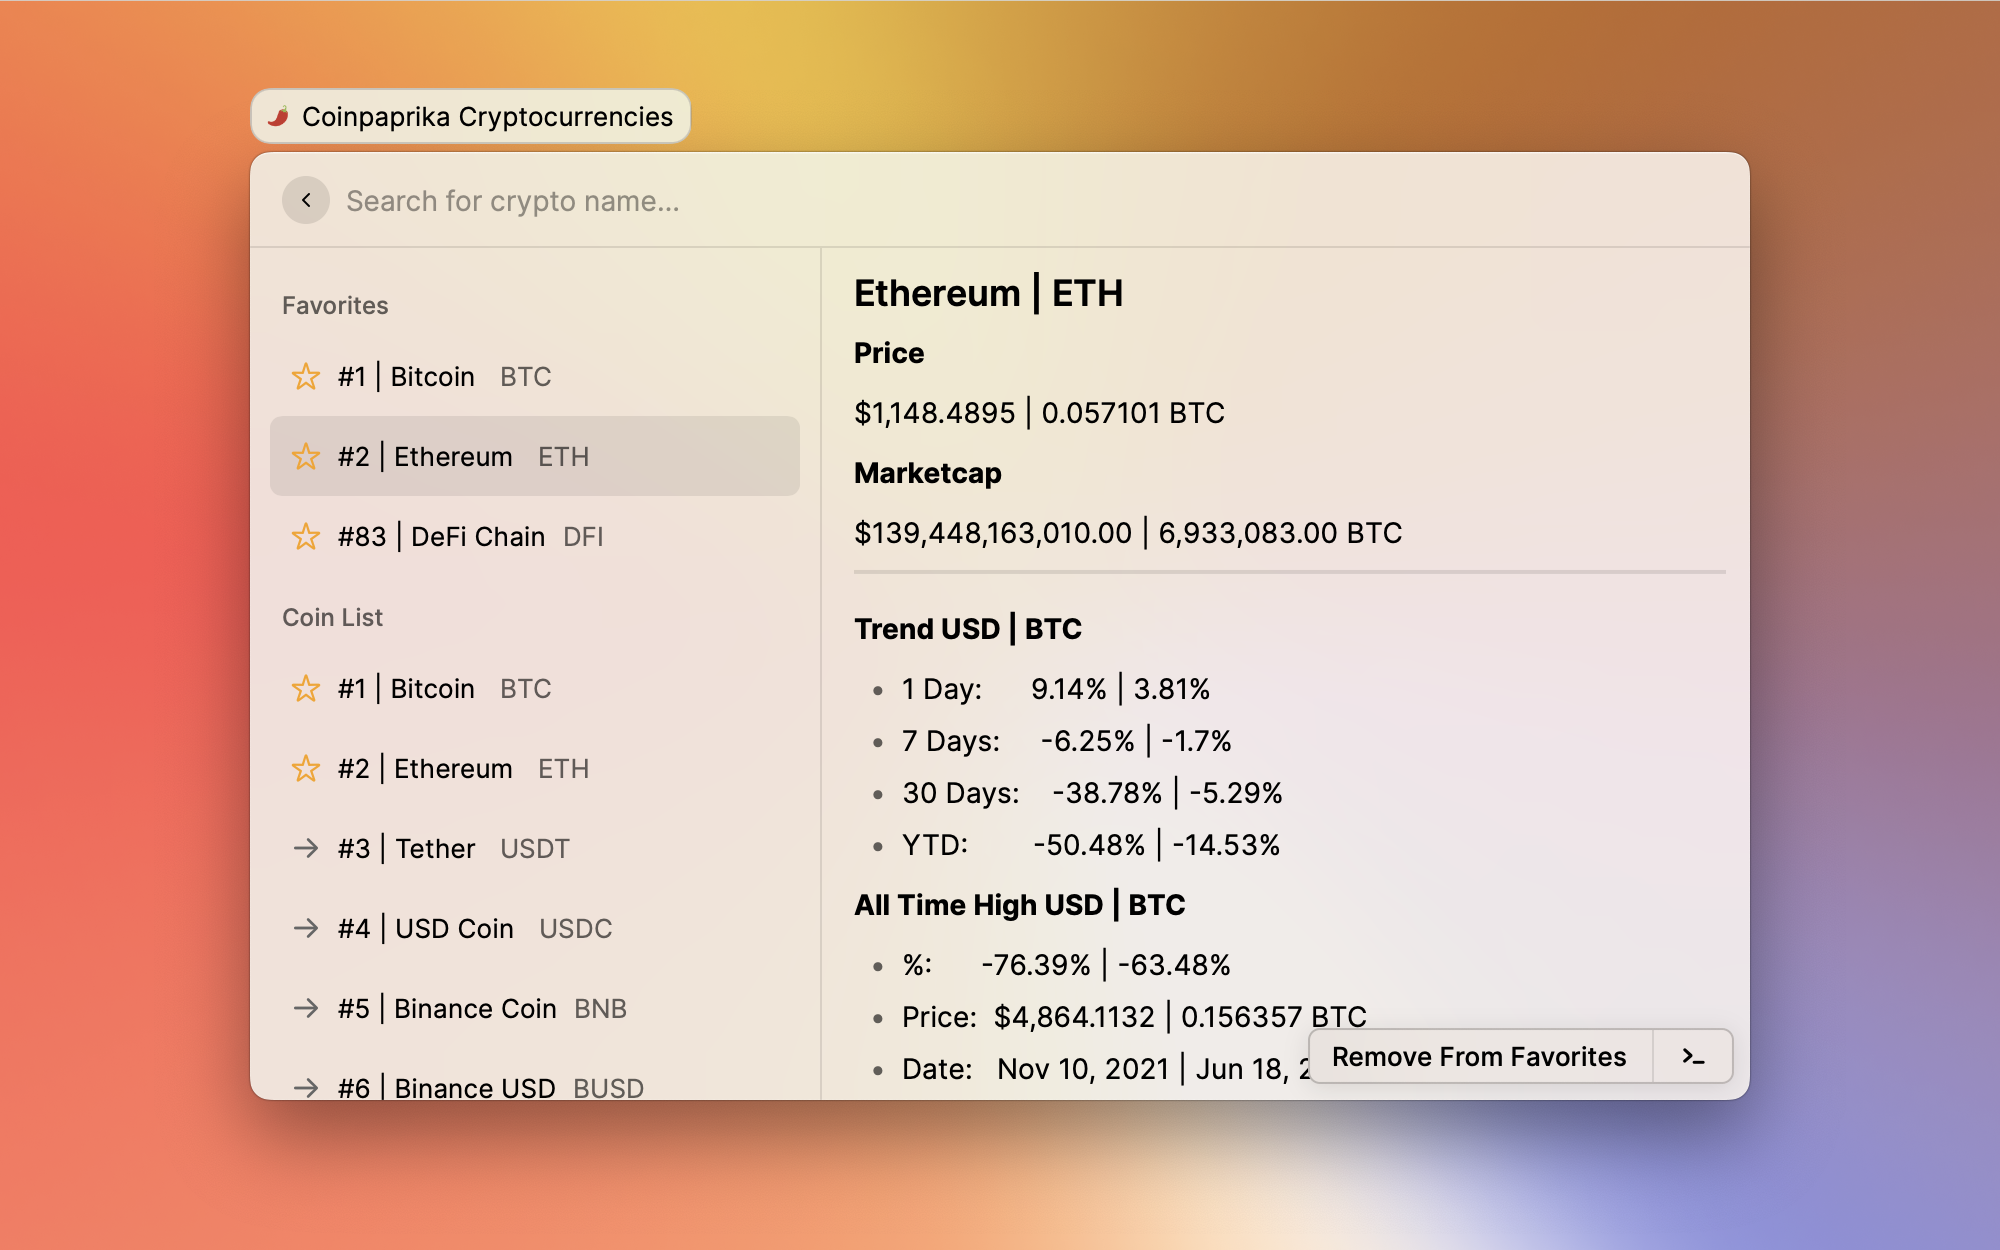 Coinpaprika Cryptocurrencies
Search for crypto name...
Favorites
#1 | Bitcoin BTC
#2 | Ethereum ETH
#83 | DeFi Chain DFI
Coin List
#1 | Bitcoin BTC
#2 | Ethereum ETH
#3 | Tether USDT
#4 | USD Coin USDC
#5 | Binance Coin BNB
#6 | Binance USD BUSD
Ethereum | ETH
Price
$1,148.4895 | 0.057101 BTC
Marketcap
$139,448,163,010.00 | 6,933,083.00 BTC
Trend USD | BTC
• 1 Day: 9.14% | 3.81%
• 7 Days: -6.25% | -1.7%
• 30 Days: -38.78% | -5.29%
• YTD: -50.48% | -14.53%
All Time High USD | BTC
• %: -76.39% | -63.48%
• Price: $4,864.1132 | 0.156357 BTC
• Date: Nov 10, 2021 | Jun 18,
Remove From Favorites